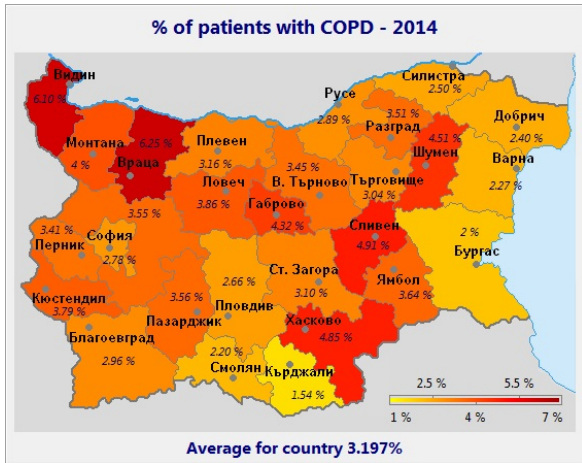 % of patients with COPD - 2014
Видин
6.10 %
Монтана
4 %
Враца
6.25 %
Плевен
3.16 %
Русе
2.89 %
Силистра
2.50 %
Разград
3.51 %
Добрич
2.40 %
Шумен
4.51 %
Варна
2.27 %
Търговище
3.04 %
В. Търново
3.45 %
Ловеч
3.86 %
Габрово
4.32 %
3.55 %
София
2.78 %
Перник
3.41 %
Кюстендил
3.79 %
Благоевград
2.96 %
Пазарджик
3.56 %
Пловдив
2.66 %
Ст. Загора
3.10 %
Сливен
4.91 %
Ямбол
3.64 %
Бургас
2 %
Хасково
4.85 %
Смолян
2.20 %
Кърджали
1.54 %
2.5 % 5.5 %
1 % 4 % 7 %
Average for country 3.197%